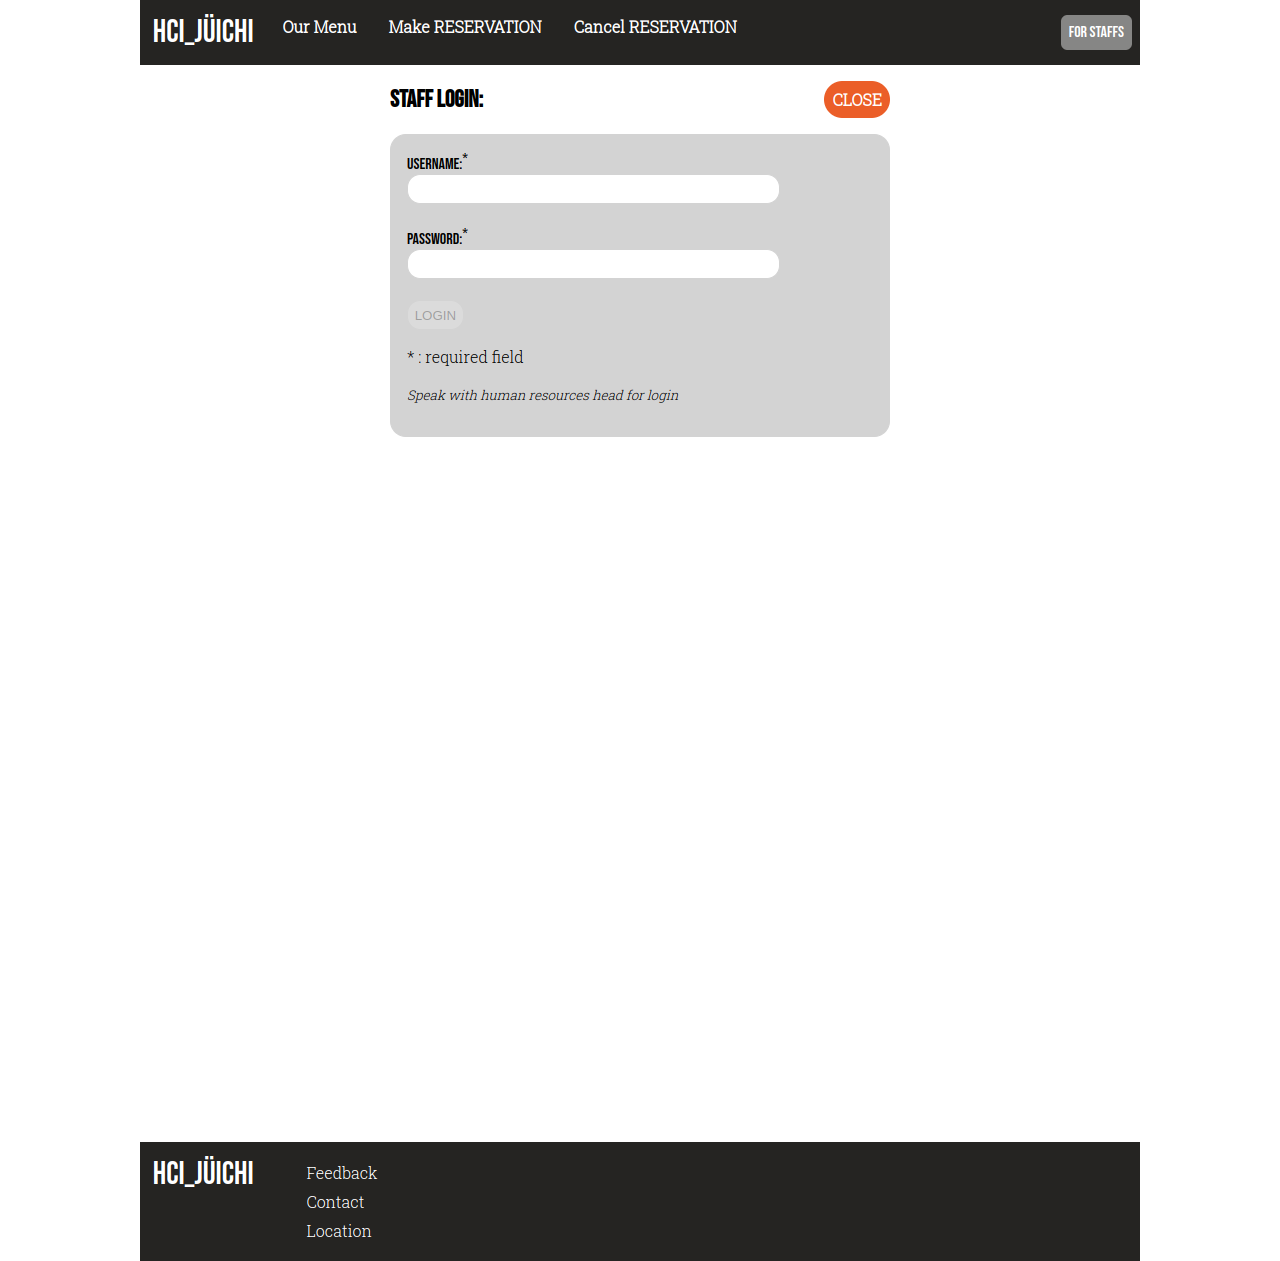 HCI_JÜICHI Our Menu Make RESERVATION Cancel RESERVATION FOR STAFFS
STAFF LOGIN: CLOSE
USERNAME:*
PASSWORD:*
LOGIN
* : required field
Speak with human resources head for login
HCI_JÜICHI Feedback
Contact
Location